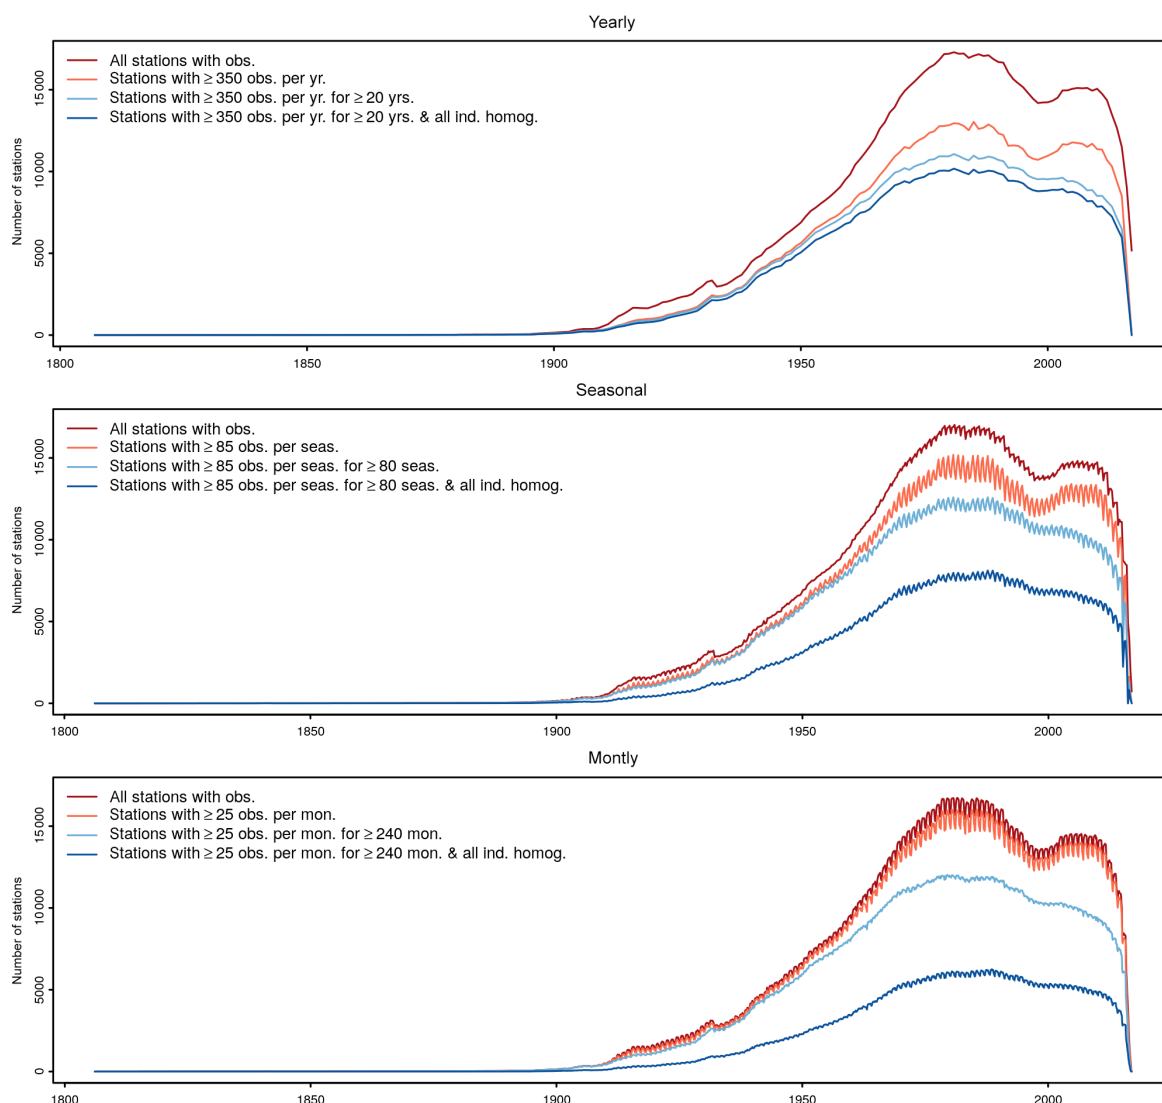 Yearly
All stations with obs.
Stations with ≥ 350 obs. per yr.
Stations with ≥ 350 obs. per yr. for ≥ 20 yrs.
Stations with ≥ 350 obs. per yr. for ≥ 20 yrs. & all ind. homog.
Number of stations
15000
10000
5000
0
1800 1850 1900 1950 2000
Seasonal
All stations with obs.
Stations with ≥ 85 obs. per seas.
Stations with ≥ 85 obs. per seas. for ≥ 80 seas.
Stations with ≥ 85 obs. per seas. for ≥ 80 seas. & all ind. homog.
Number of stations
15000
10000
5000
0
1800 1850 1900 1950 2000
Montly
All stations with obs.
Stations with ≥ 25 obs. per mon.
Stations with ≥ 25 obs. per mon. for ≥ 240 mon.
Stations with ≥ 25 obs. per mon. for ≥ 240 mon. & all ind. homog.
Number of stations
15000
10000
5000
0
1800 1850 1900 1950 2000